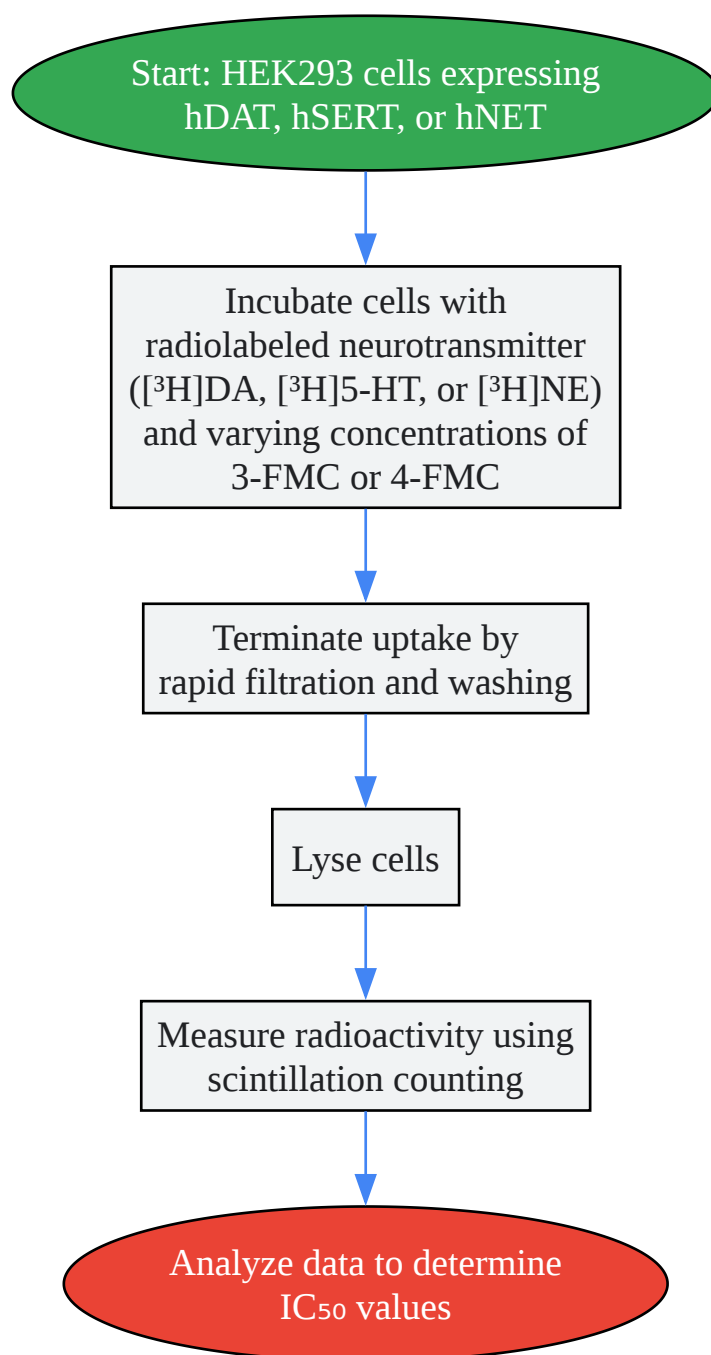 Start: HEK293 cells expressing
hDAT, hSERT, or hNET
Incubate cells with
radiolabeled neurotransmitter
([³H]DA, [³H]5-HT, or [³H]NE)
and varying concentrations of
3-FMC or 4-FMC
Terminate uptake by
rapid filtration and washing
Lyse cells
Measure radioactivity using
scintillation counting
Analyze data to determine
IC₅₀ values